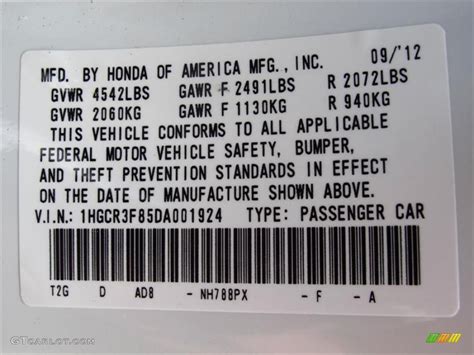 MFD. BY HONDA OF AMERICA MFG., INC. 09/'12
GVWR 4542LBS GAWR F 2491LBS R 2072LBS
GVWR 2060KG GAWR F 1130KG R 940KG
THIS VEHICLE CONFORMS TO ALL APPLICABLE
FEDERAL MOTOR VEHICLE SAFETY, BUMPER,
AND THEFT PREVENTION STANDARDS IN EFFECT
ON THE DATE OF MANUFACTURE SHOWN ABOVE.
V.I.N.: 1HGCR3F85DA001924 TYPE: PASSENGER CAR
T2G D AD8 - NH788PX - F - A
GTCARLOT.COM